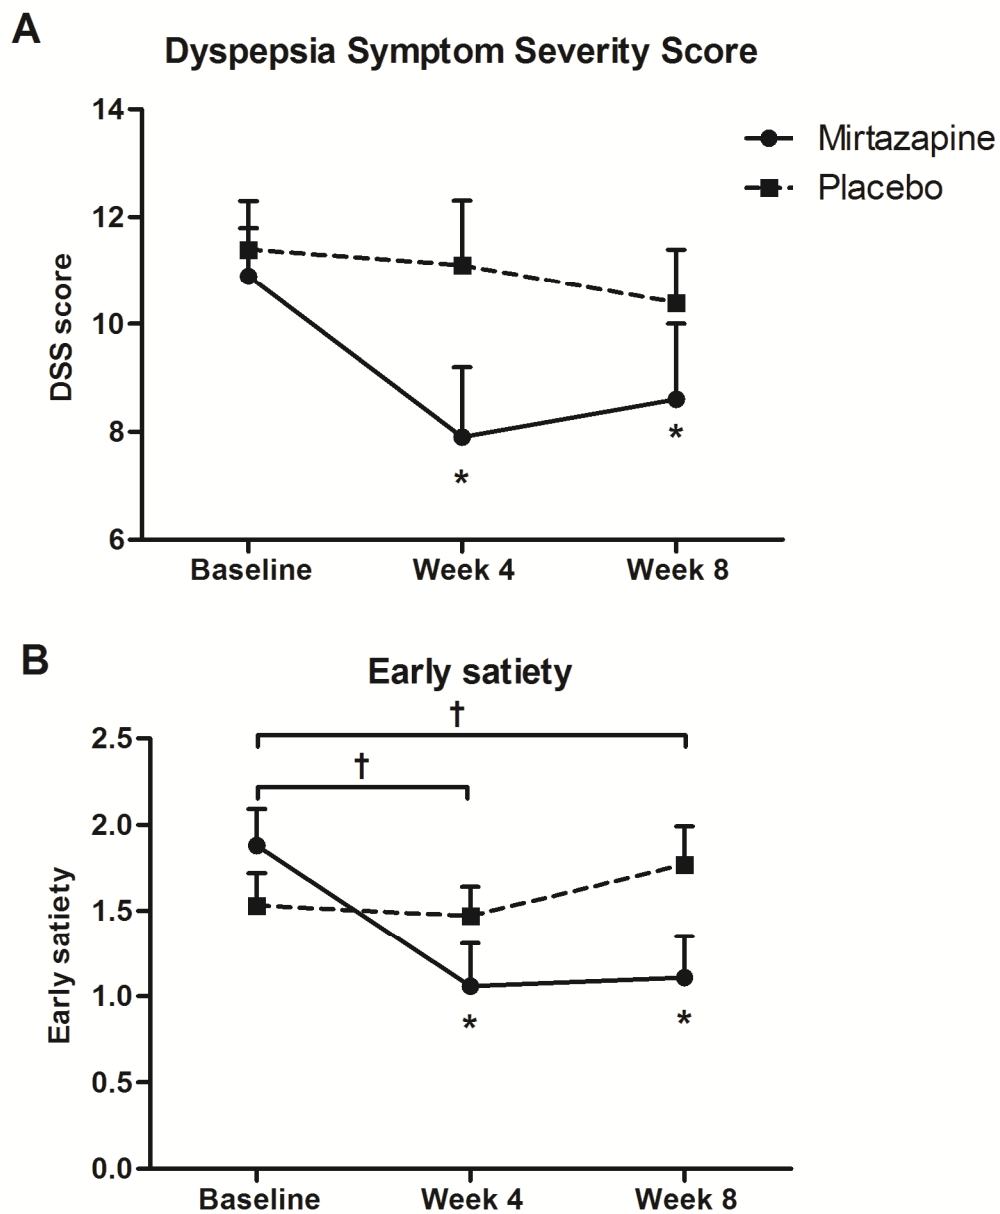 A
Dyspepsia Symptom Severity Score
14
Mirtazapine
Placebo
12
10
8
6
DSS score
*
*
Baseline
Week 4
Week 8
B
Early satiety
†
†
2.5
2.0
1.5
1.0
0.5
0.0
Early satiety
*
*
Baseline
Week 4
Week 8